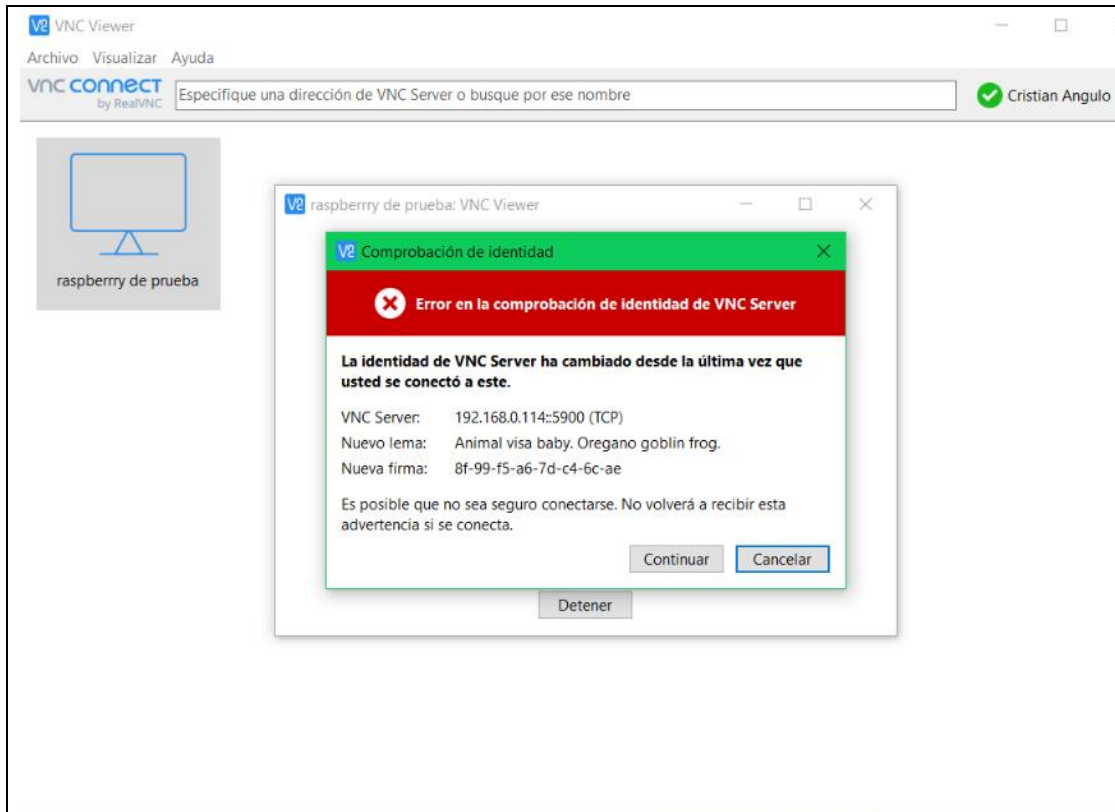 VNC Viewer
Archivo Visualizar Ayuda
vnc connect
by RealVNC
Especifique una dirección de VNC Server o busque por ese nombre
Cristian Angulo
raspberrry de prueba
raspberrry de prueba: VNC Viewer
Comprobación de identidad
Error en la comprobación de identidad de VNC Server
La identidad de VNC Server ha cambiado desde la última vez que
usted se conectó a este.
VNC Server: 192.168.0.114::5900 (TCP)
Nuevo lema: Animal visa baby. Oregano goblin frog.
Nueva firma: 8f-99-f5-a6-7d-c4-6c-ae
Es posible que no sea seguro conectarse. No volverá a recibir esta
advertencia si se conecta.
Continuar Cancelar
Detener